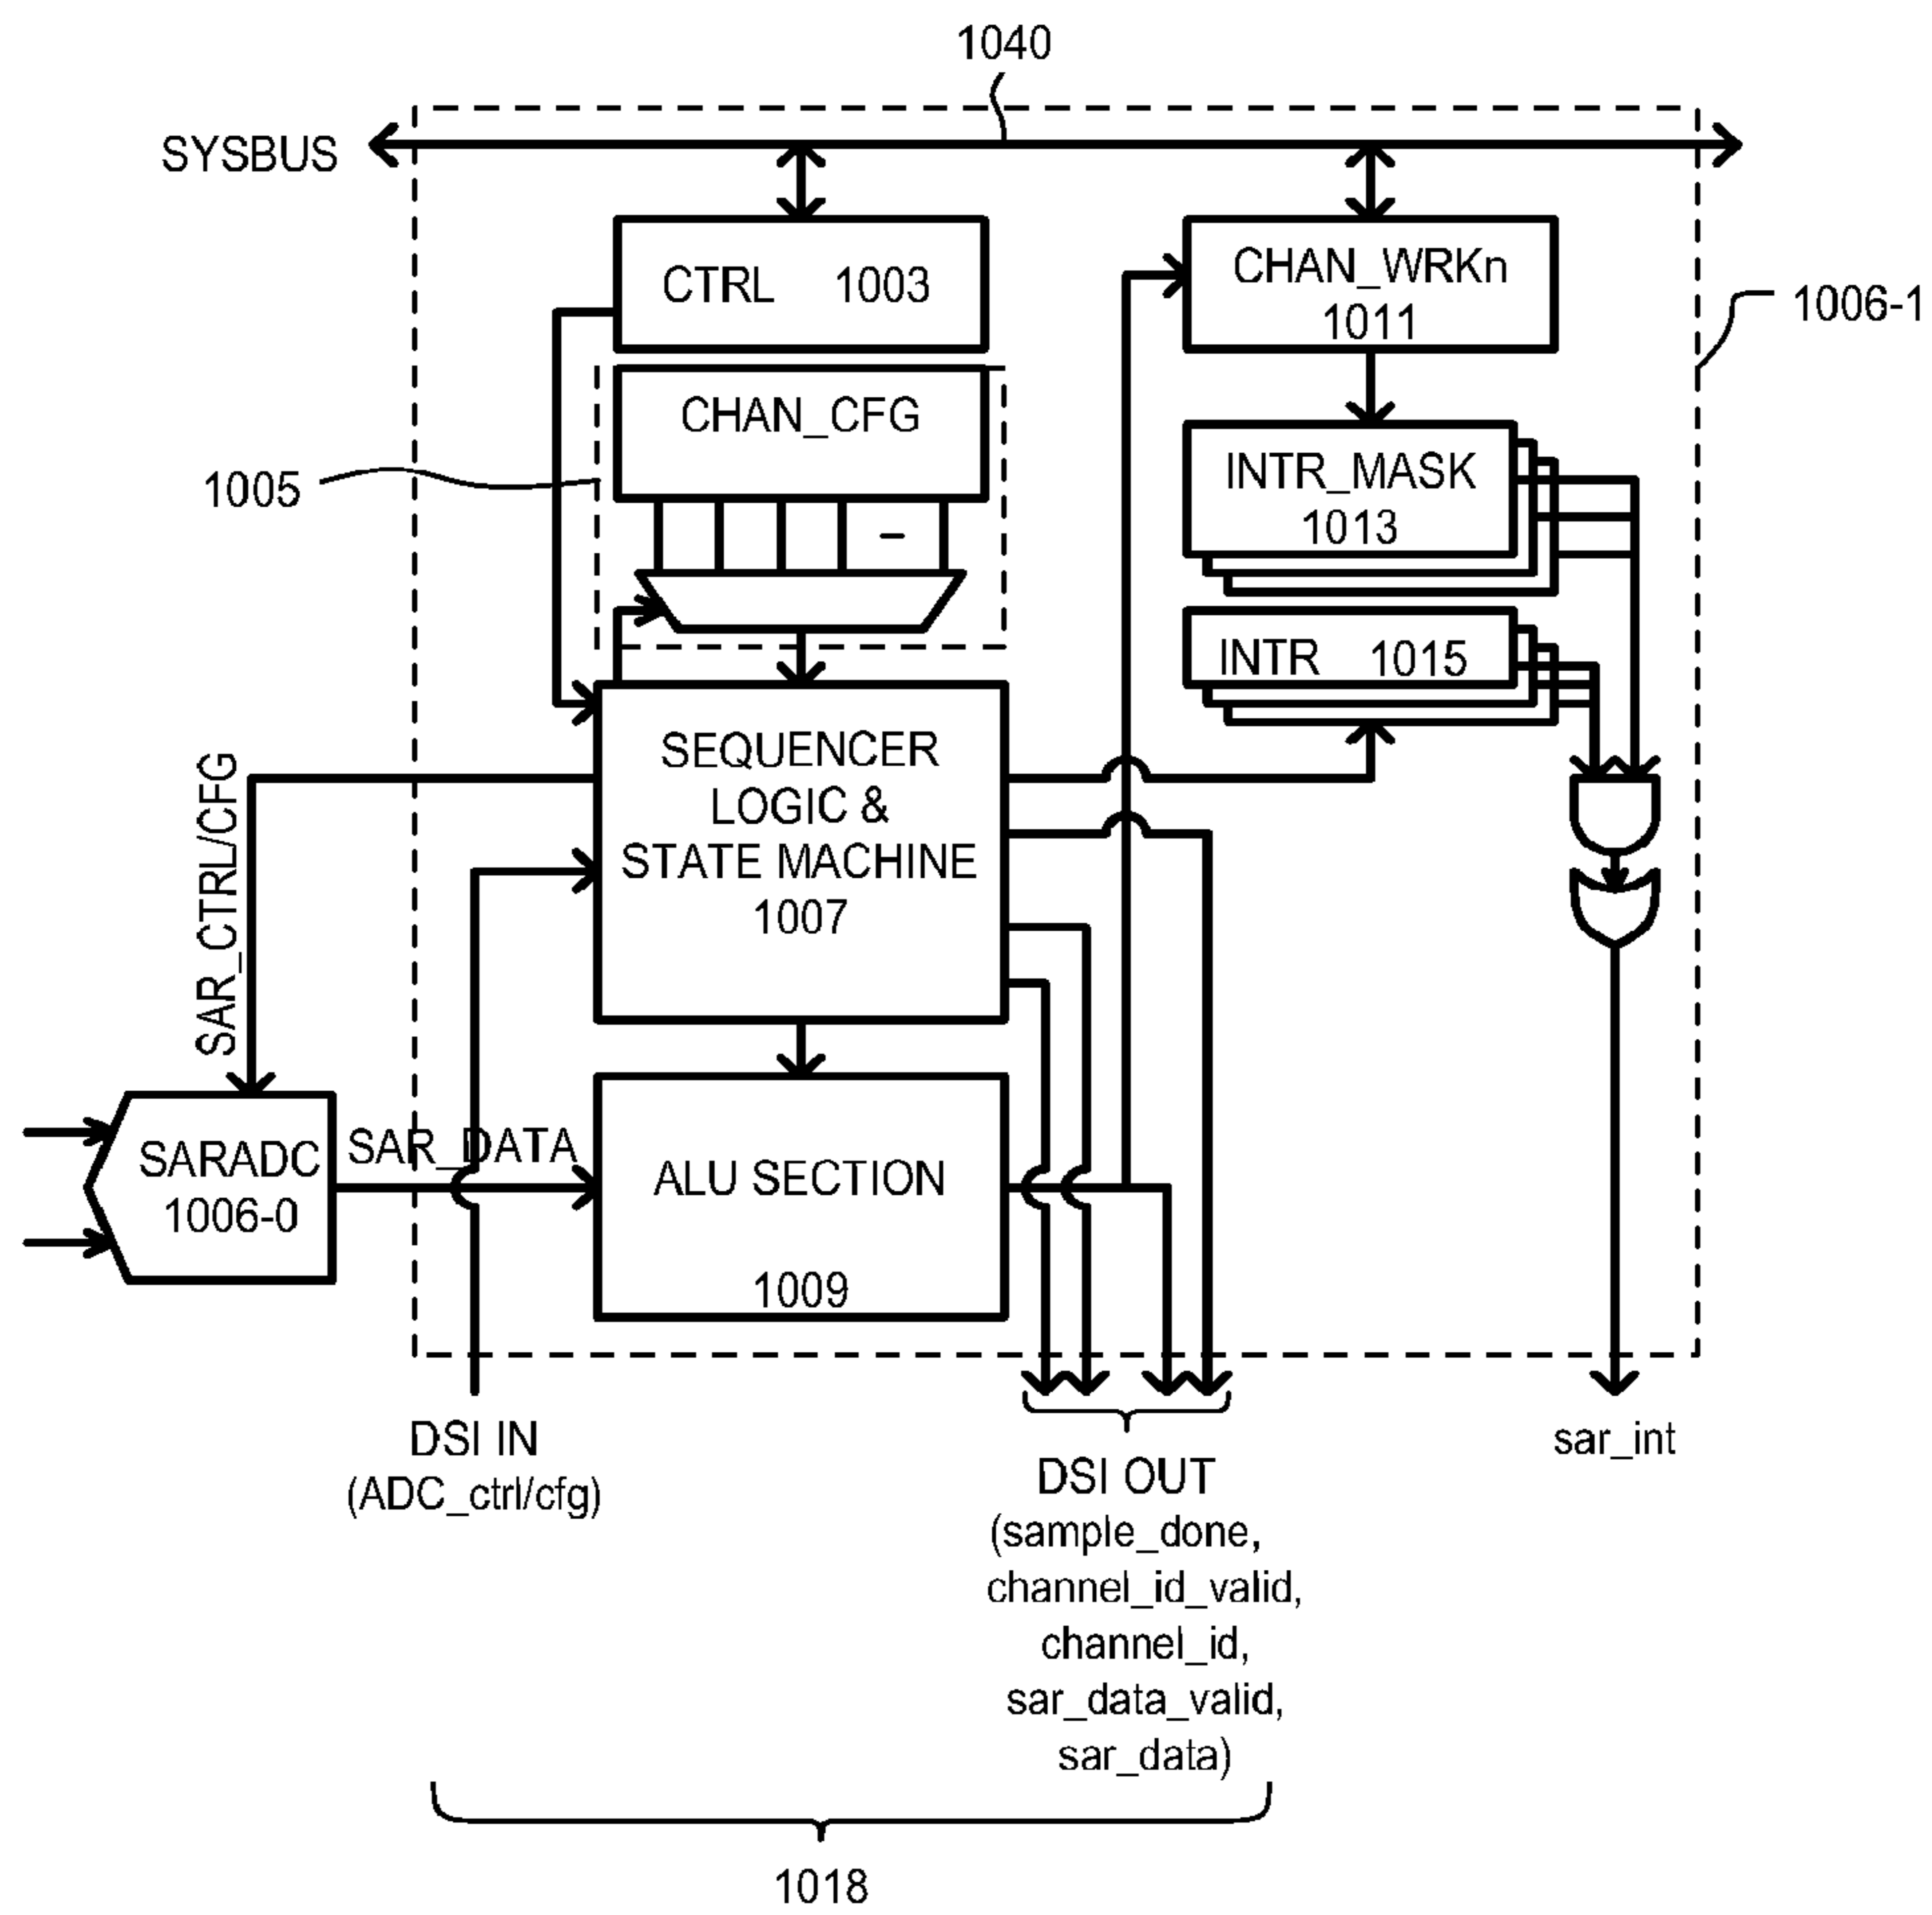 1040
SYSBUS
CTRL 1003
CHAN_WRKn
1011
1006-1
CHAN_CFG
1005
INTR_MASK
1013
INTR 1015
SEQUENCER
LOGIC &
STATE MACHINE
1007
SAR_CTRL/CFG
SARADC
1006-0
SAR_DATA
ALU SECTION
1009
DSI IN
(ADC_ctrl/cfg)
DSI OUT
(sample_done,
channel_id_valid,
channel_id,
sar_data_valid,
sar_data)
sar_int
1018